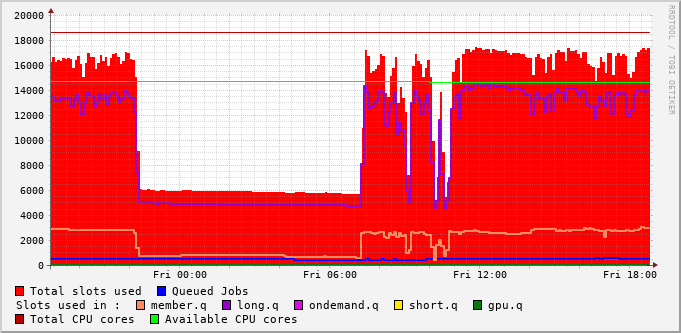 20000
18000
16000
14000
12000
10000
8000
6000
4000
2000
0
Fri 00:00 Fri 06:00 Fri 12:00 Fri 18:00
RRDTOOL / TOBI OETIKER
Total slots used Queued Jobs
Slots used in : member.q long.q ondemand.q short.q gpu.q
Total CPU cores Available CPU cores